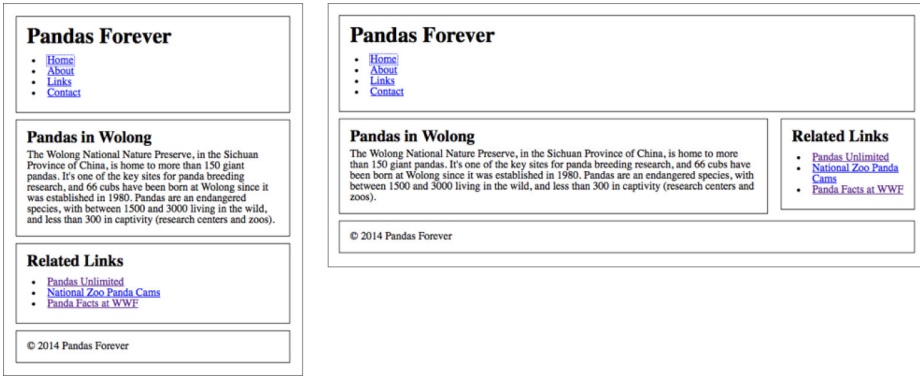 Pandas Forever
Home
About
Links
Contact
Pandas in Wolong
The Wolong National Nature Preserve, in the Sichuan
Province of China, is home to more than 150 giant
pandas. It's one of the key sites for panda breeding
research, and 66 cubs have been born at Wolong since it
was established in 1980. Pandas are an endangered
species, with between 1500 and 3000 living in the wild,
and less than 300 in captivity (research centers and zoos).
Related Links
Pandas Unlimited
National Zoo Panda Cams
Panda Facts at WWF
© 2014 Pandas Forever
Pandas Forever
Home
About
Links
Contact
Pandas in Wolong
The Wolong National Nature Preserve, in the Sichuan Province of China, is home to more
than 150 giant pandas. It's one of the key sites for panda breeding research, and 66 cubs have
been born at Wolong since it was established in 1980. Pandas are an endangered species, with
between 1500 and 3000 living in the wild, and less than 300 in captivity (research centers and
zoos).
Related Links
Pandas Unlimited
National Zoo Panda
Cams
Panda Facts at WWF
© 2014 Pandas Forever